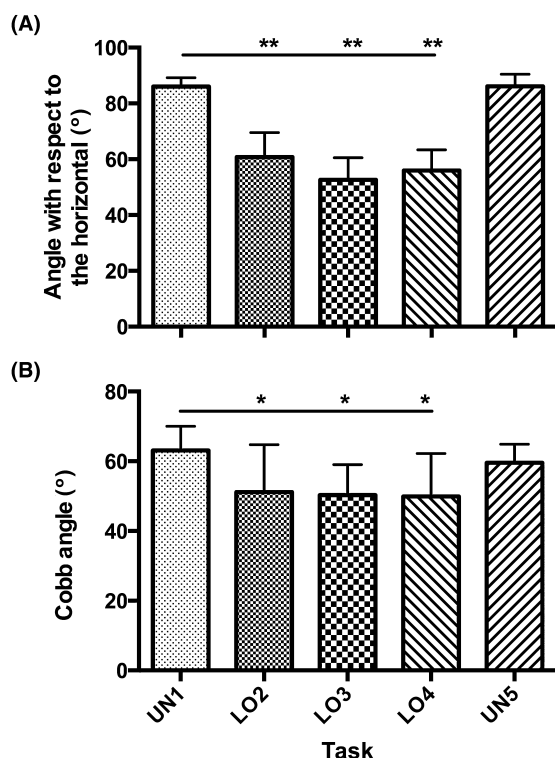 (A)
** ** **
100
80
60
40
20
0
Angle with respect to
the horizontal (°)
(B)
* * *
80
60
40
20
0
Cobb angle (°)
UN1 LO2 LO3 LO4 UN5
Task